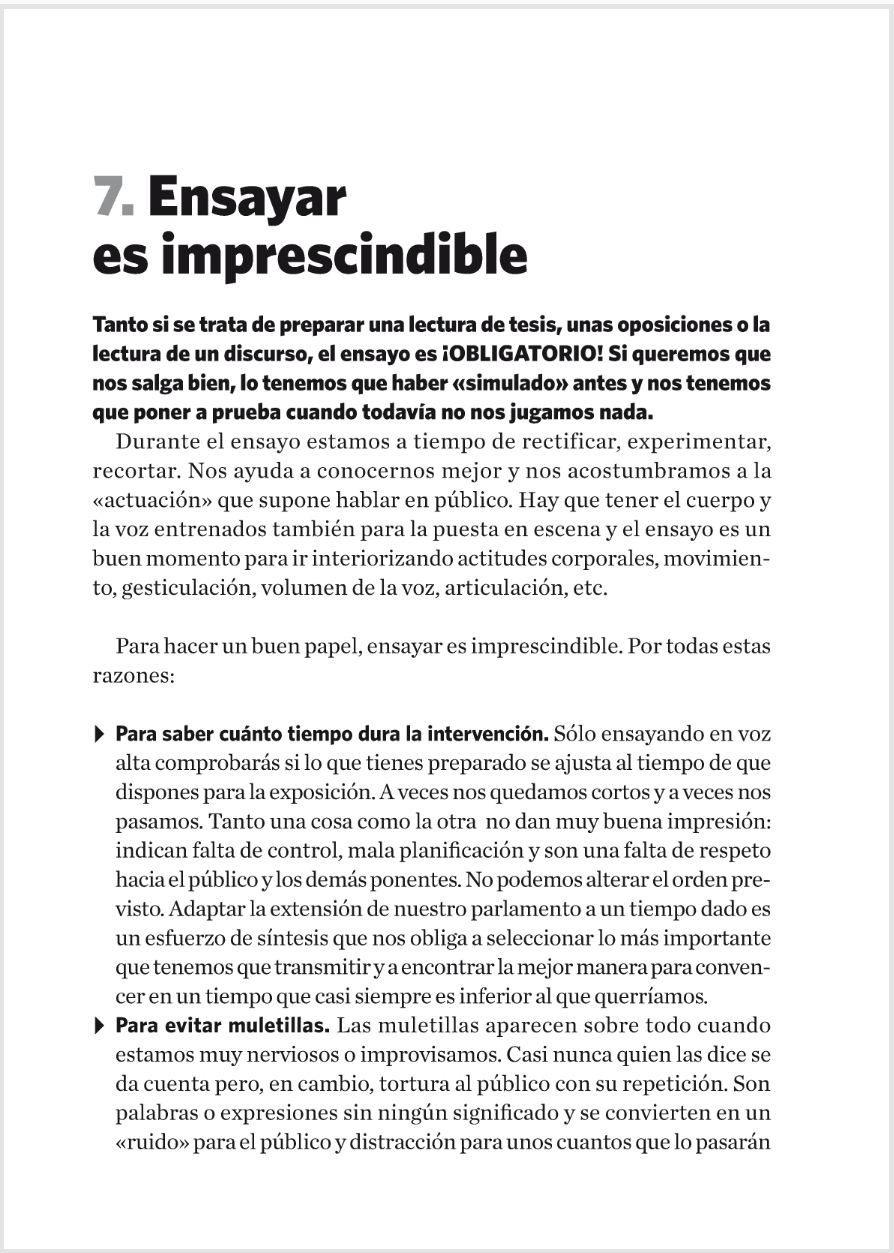 7. Ensayar
es imprescindible
Tanto si se trata de preparar una lectura de tesis, unas oposiciones o la
lectura de un discurso, el ensayo es ¡OBLIGATORIO! Si queremos que
nos salga bien, lo tenemos que haber «simulado» antes y nos tenemos
que poner a prueba cuando todavía no nos jugamos nada.
Durante el ensayo estamos a tiempo de rectificar, experimentar,
recortar. Nos ayuda a conocernos mejor y nos acostumbramos a la
«actuación» que supone hablar en público. Hay que tener el cuerpo y
la voz entrenados también para la puesta en escena y el ensayo es un
buen momento para ir interiorizando actitudes corporales, movimien-
to, gesticulación, volumen de la voz, articulación, etc.
Para hacer un buen papel, ensayar es imprescindible. Por todas estas
razones:
Para saber cuánto tiempo dura la intervención. Sólo ensayando en voz
alta comprobarás si lo que tienes preparado se ajusta al tiempo de que
dispones para la exposición. A veces nos quedamos cortos y a veces nos
pasamos. Tanto una cosa como la otra no dan muy buena impresión:
indican falta de control, mala planificación y son una falta de respeto
hacia el público y los demás ponentes. No podemos alterar el orden pre-
visto. Adaptar la extensión de nuestro parlamento a un tiempo dado es
un esfuerzo de síntesis que nos obliga a seleccionar lo más importante
que tenemos que transmitir y a encontrar la mejor manera para conven-
cer en un tiempo que casi siempre es inferior al que querríamos.
Para evitar muletillas. Las muletillas aparecen sobre todo cuando
estamos muy nerviosos o improvisamos. Casi nunca quien las dice se
da cuenta pero, en cambio, tortura al público con su repetición. Son
palabras o expresiones sin ningún significado y se convierten en un
«ruido» para el público y distracción para unos cuantos que lo pasarán